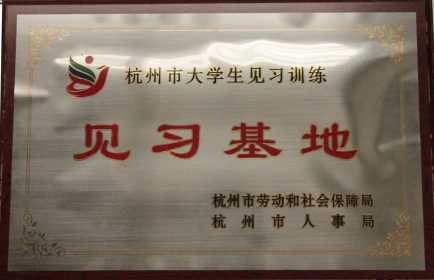 杭州市大学生见习训练
见习基地
杭州市劳动和社会保障局
杭州市人事局